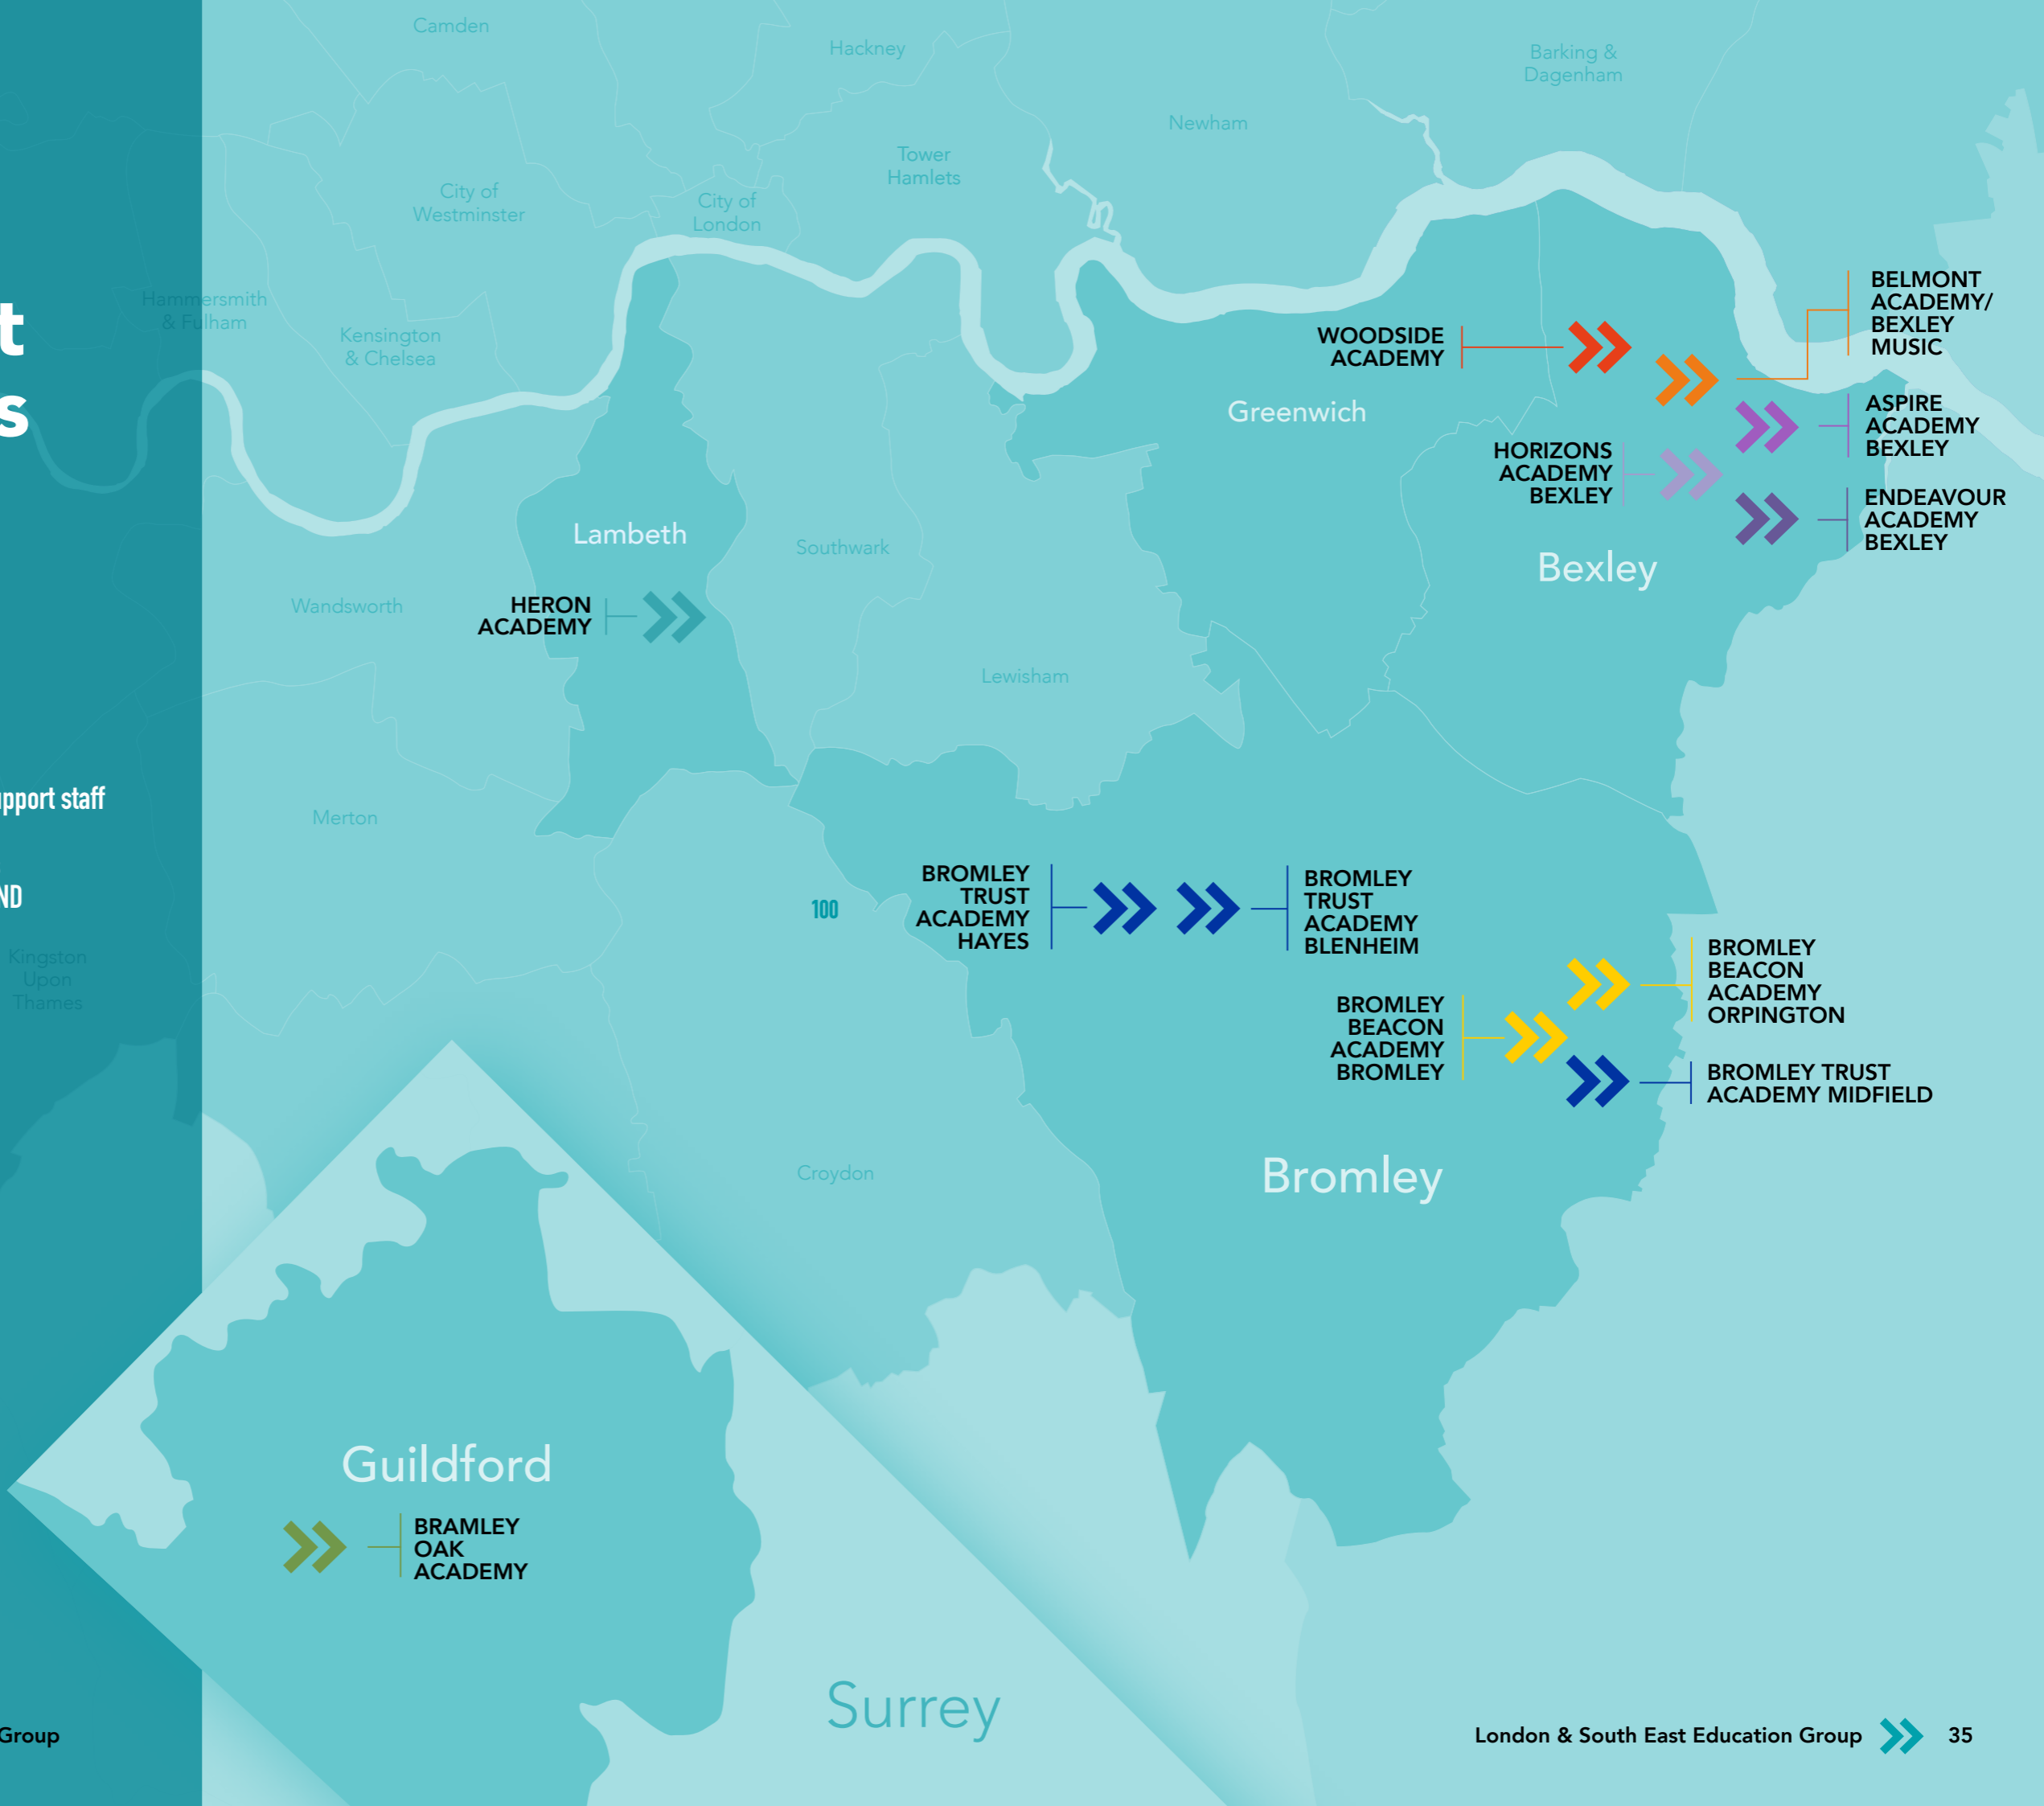 Camden
Hackney
Barking &
Dagenham
Newham
Tower
Hamlets
City of
Westminster
City of
London
Hammersmith
& Fulham
Kensington
& Chelsea
t
s
BELMONT
ACADEMY/
BEXLEY
MUSIC
WOODSIDE
ACADEMY
Greenwich
ASPIRE
ACADEMY
BEXLEY
HORIZONS
ACADEMY
BEXLEY
ENDEAVOUR
ACADEMY
BEXLEY
Lambeth
Southwark
Bexley
Wandsworth
HERON
ACADEMY
Lewisham
upport staff
Merton
ND
100
BROMLEY
TRUST
ACADEMY
HAYES
BROMLEY
TRUST
ACADEMY
BLENHEIM
Kingston
Upon
Thames
BROMLEY
BEACON
ACADEMY
ORPINGTON
BROMLEY
BEACON
ACADEMY
BROMLEY
BROMLEY TRUST
ACADEMY MIDFIELD
Croydon
Bromley
Guildford
BRAMLEY
OAK
ACADEMY
Surrey
Group
London & South East Education Group 35